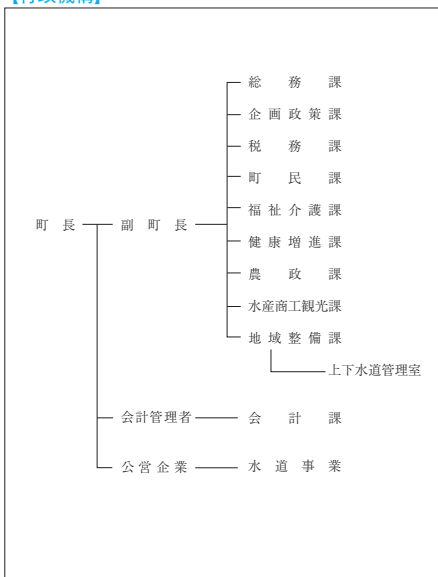 【行政機構】
総務課
企画政策課
税務課
町民課
町長 副町長 福祉介護課
健康増進課
農政課
水産商工観光課
地域整備課
上下水道管理室
会計管理者 会計課
公営企業 水道事業